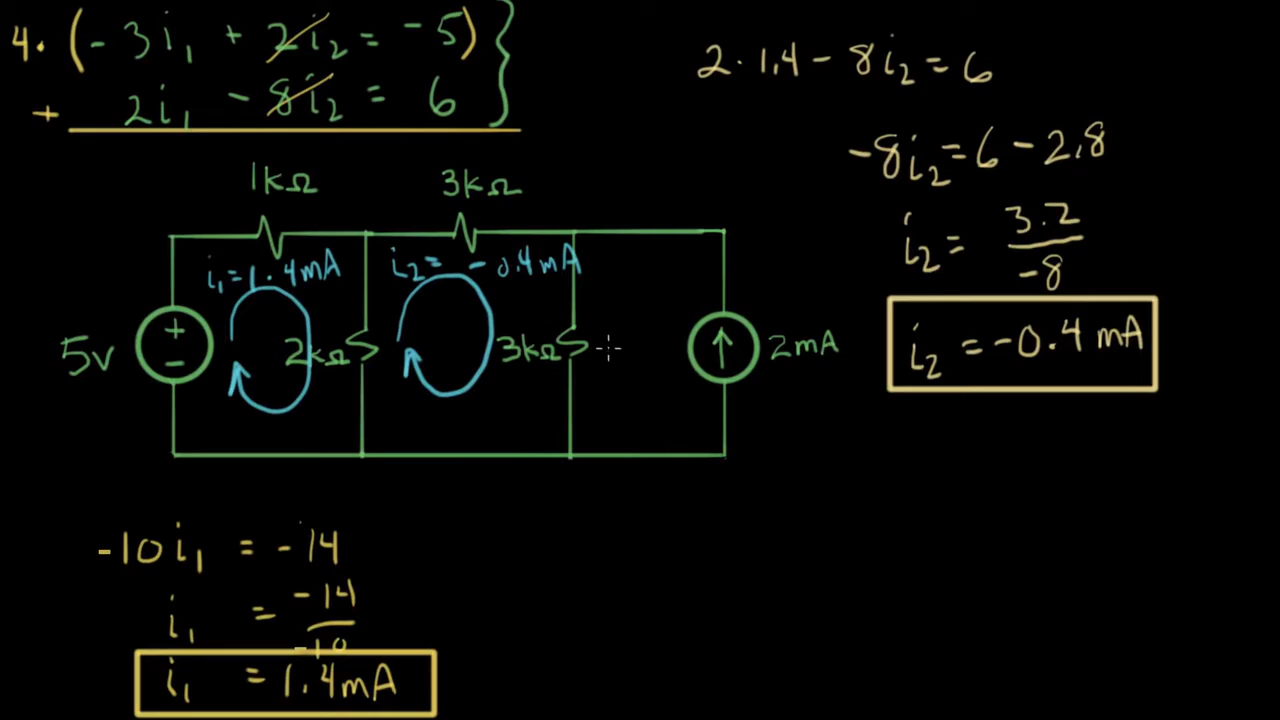 4. (-3i₁ + 2i₂ = -5)
+ 2i₁ - 8i₂ = 6
2 · 1.4 - 8i₂ = 6
-8i₂ = 6 - 2.8
i₂ = 3.2 / -8
i₂ = -0.4 mA
1kΩ
3kΩ
i₁ = 1.4mA
i₂ = -0.4mA
5v
+
-
2kΩ
3kΩ
2mA
-10i₁ = -14
i₁ = -14 / -10
i₁ = 1.4mA